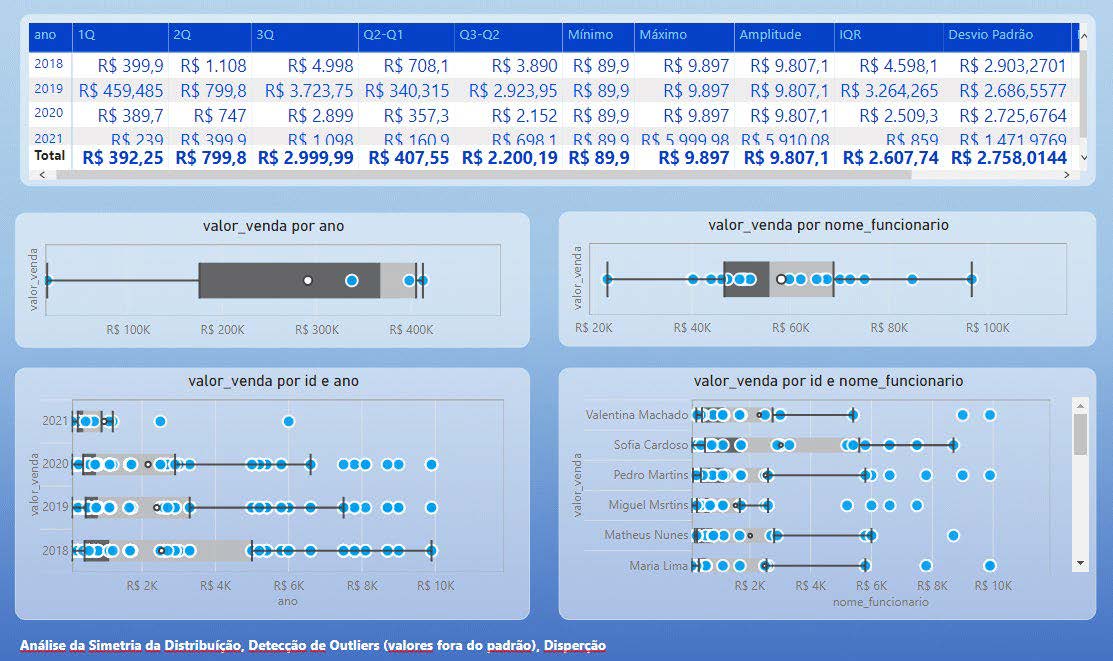 ano 1Q 2Q 3Q Q2-Q1 Q3-Q2 Mínimo Máximo Amplitude IQR Desvio Padrão
2018 R$ 399,9 R$ 1.108 R$ 4.998 R$ 708,1 R$ 3.890 R$ 89,9 R$ 9.897 R$ 9.807,1 R$ 4.598,1 R$ 2.903,2701
2019 R$ 459,485 R$ 799,8 R$ 3.723,75 R$ 340,315 R$ 2.923,95 R$ 89,9 R$ 9.897 R$ 9.807,1 R$ 3.264,265 R$ 2.686,5577
2020 R$ 389,7 R$ 747 R$ 2.899 R$ 357,3 R$ 2.152 R$ 89,9 R$ 9.897 R$ 9.807,1 R$ 2.509,3 R$ 2.725,6764
2021 R$ 239 R$ 399,9 R$ 1.098 R$ 160,9 R$ 698,1 R$ 89,9 R$ 5.999,98 R$ 5.910,08 R$ 859 R$ 1.471,9769
Total R$ 392,25 R$ 799,8 R$ 2.999,99 R$ 407,55 R$ 2.200,19 R$ 89,9 R$ 9.897 R$ 9.807,1 R$ 2.607,74 R$ 2.758,0144
valor_venda por ano
valor_venda
R$ 100K R$ 200K R$ 300K R$ 400K
valor_venda por nome_funcionario
valor_venda
R$ 20K R$ 40K R$ 60K R$ 80K R$ 100K
valor_venda por id e ano
valor_venda
2021
2020
2019
2018
R$ 2K R$ 4K R$ 6K R$ 8K R$ 10K
ano
valor_venda por id e nome_funcionario
valor_venda
Valentina Machado
Sofia Cardoso
Pedro Martins
Miguel Msrtins
Matheus Nunes
Maria Lima
R$ 2K R$ 4K R$ 6K R$ 8K R$ 10K
nome_funcionario
Análise da Simetria da Distribuíção, Detecção de Outliers (valores fora do padrão), Disperção